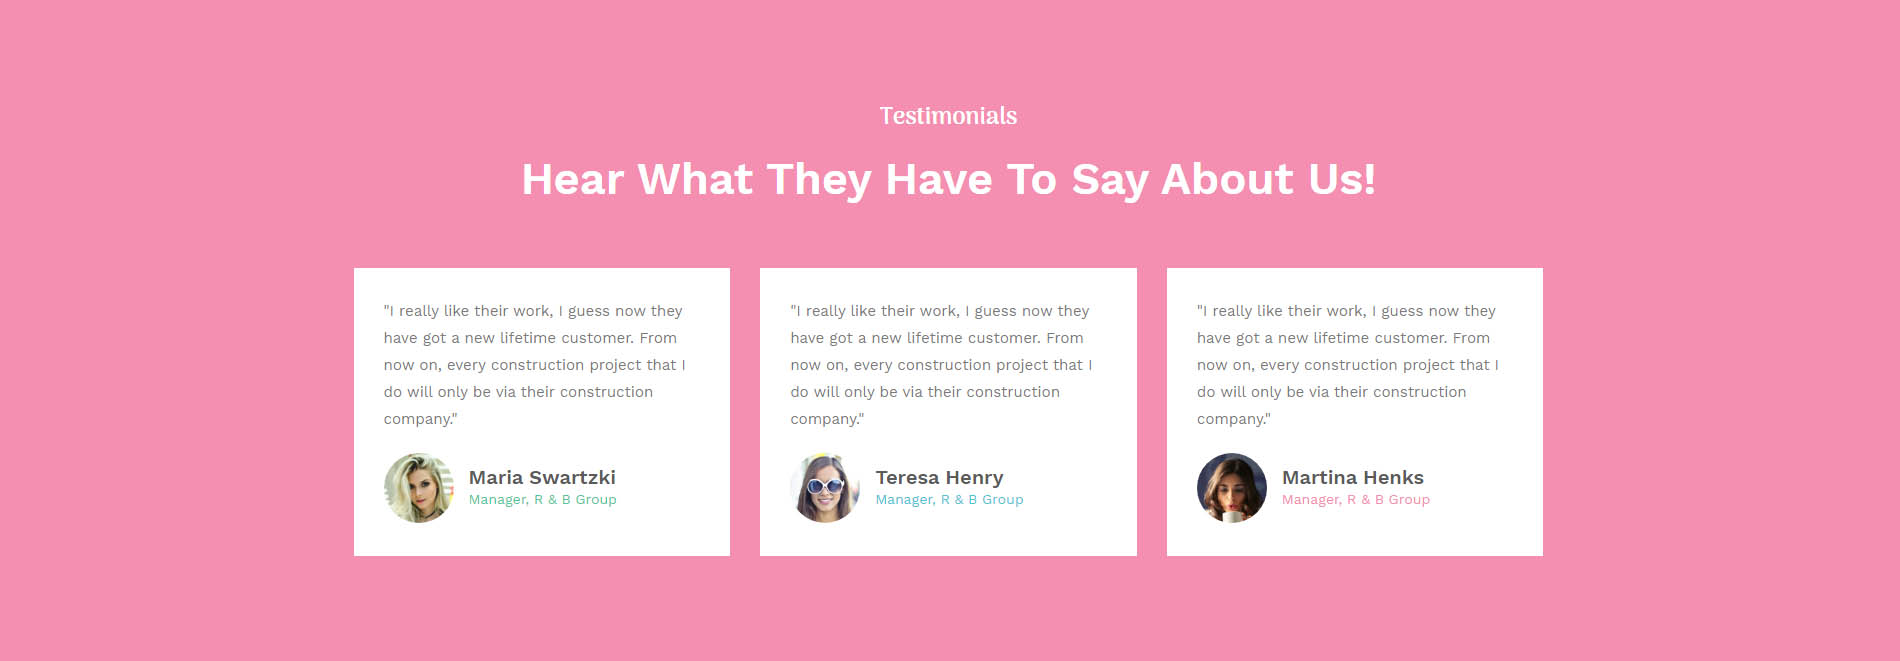 Testimonials
Hear What They Have To Say About Us!
"I really like their work, I guess now they
have got a new lifetime customer. From
now on, every construction project that I
do will only be via their construction
company."
Maria Swartzki
Manager, R & B Group
"I really like their work, I guess now they
have got a new lifetime customer. From
now on, every construction project that I
do will only be via their construction
company."
Teresa Henry
Manager, R & B Group
"I really like their work, I guess now they
have got a new lifetime customer. From
now on, every construction project that I
do will only be via their construction
company."
Martina Henks
Manager, R & B Group